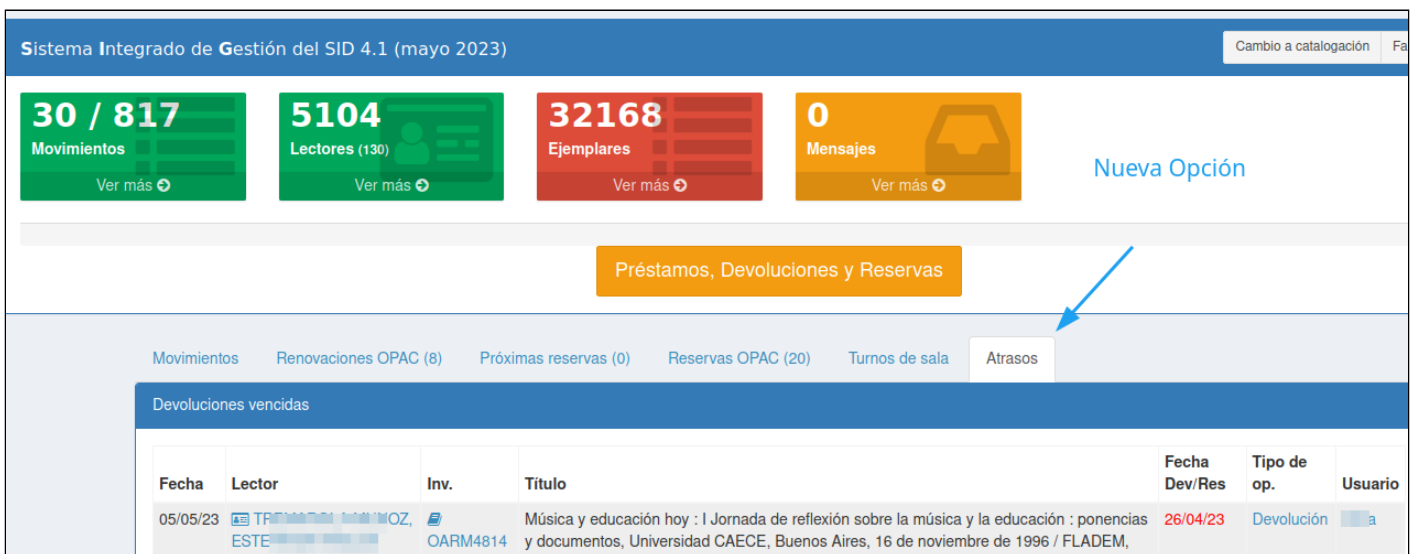 Sistema Integrado de Gestión del SID 4.1 (mayo 2023)
Cambio a catalogación
30 / 817
Movimientos
Ver más
5104
Lectores (130)
Ver más
32168
Ejemplares
Ver más
0
Mensajes
Ver más
Nueva Opción
Préstamos, Devoluciones y Reservas
Movimientos Renovaciones OPAC (8) Próximas reservas (0) Reservas OPAC (20) Turnos de sala Atrasos
Devoluciones vencidas
Fecha Lector Inv. Título Fecha Dev/Res Tipo de op. Usuario
05/05/23 Música y educación hoy : I Jornada de reflexión sobre la música y la educación : ponencias 26/04/23 Devolución
OARM4814 y documentos, Universidad CAECE, Buenos Aires, 16 de noviembre de 1996 / FLADEM,